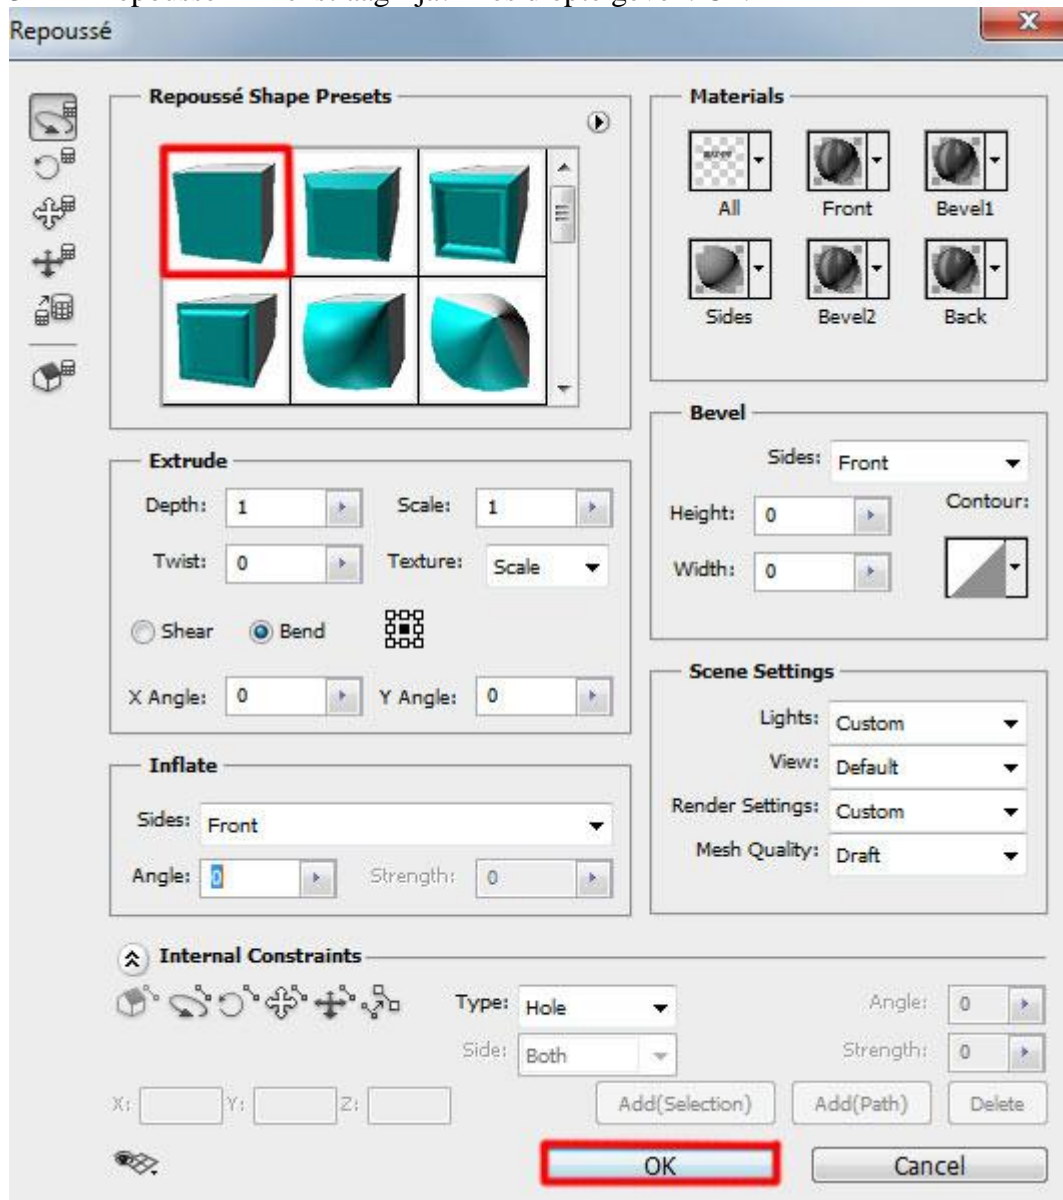 Repoussé
Repoussé Shape Presets
Materials
All
Front
Bevel1
Sides
Bevel2
Back
Extrude
Depth: 1
Scale: 1
Twist: 0
Texture: Scale
Shear
Bend
X Angle: 0
Y Angle: 0
Inflate
Sides: Front
Angle: 0
Strength: 0
Bevel
Sides: Front
Height: 0
Contour:
Width: 0
Scene Settings
Lights: Custom
View: Default
Render Settings: Custom
Mesh Quality: Draft
Internal Constraints
Type: Hole
Angle: 0
Side: Both
Strength: 0
X:
Y:
Z:
Add(Selection)
Add(Path)
Delete
OK
Cancel